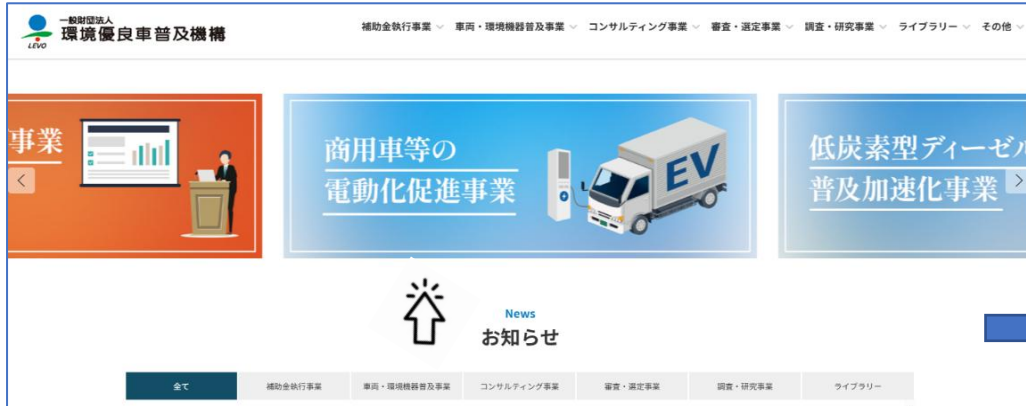 一般財団法人
環境優良車普及機構
LEVO
補助金執行事業
車両・環境機器普及事業
コンサルティング事業
審査・選定事業
調査・研究事業
ライブラリー
その他
事業
商用車等の
電動化促進事業
EV
低炭素型ディーゼル
普及加速化事業
News
お知らせ
全て
補助金執行事業
車両・環境機器普及事業
コンサルティング事業
審査・選定事業
調査・研究事業
ライブラリー